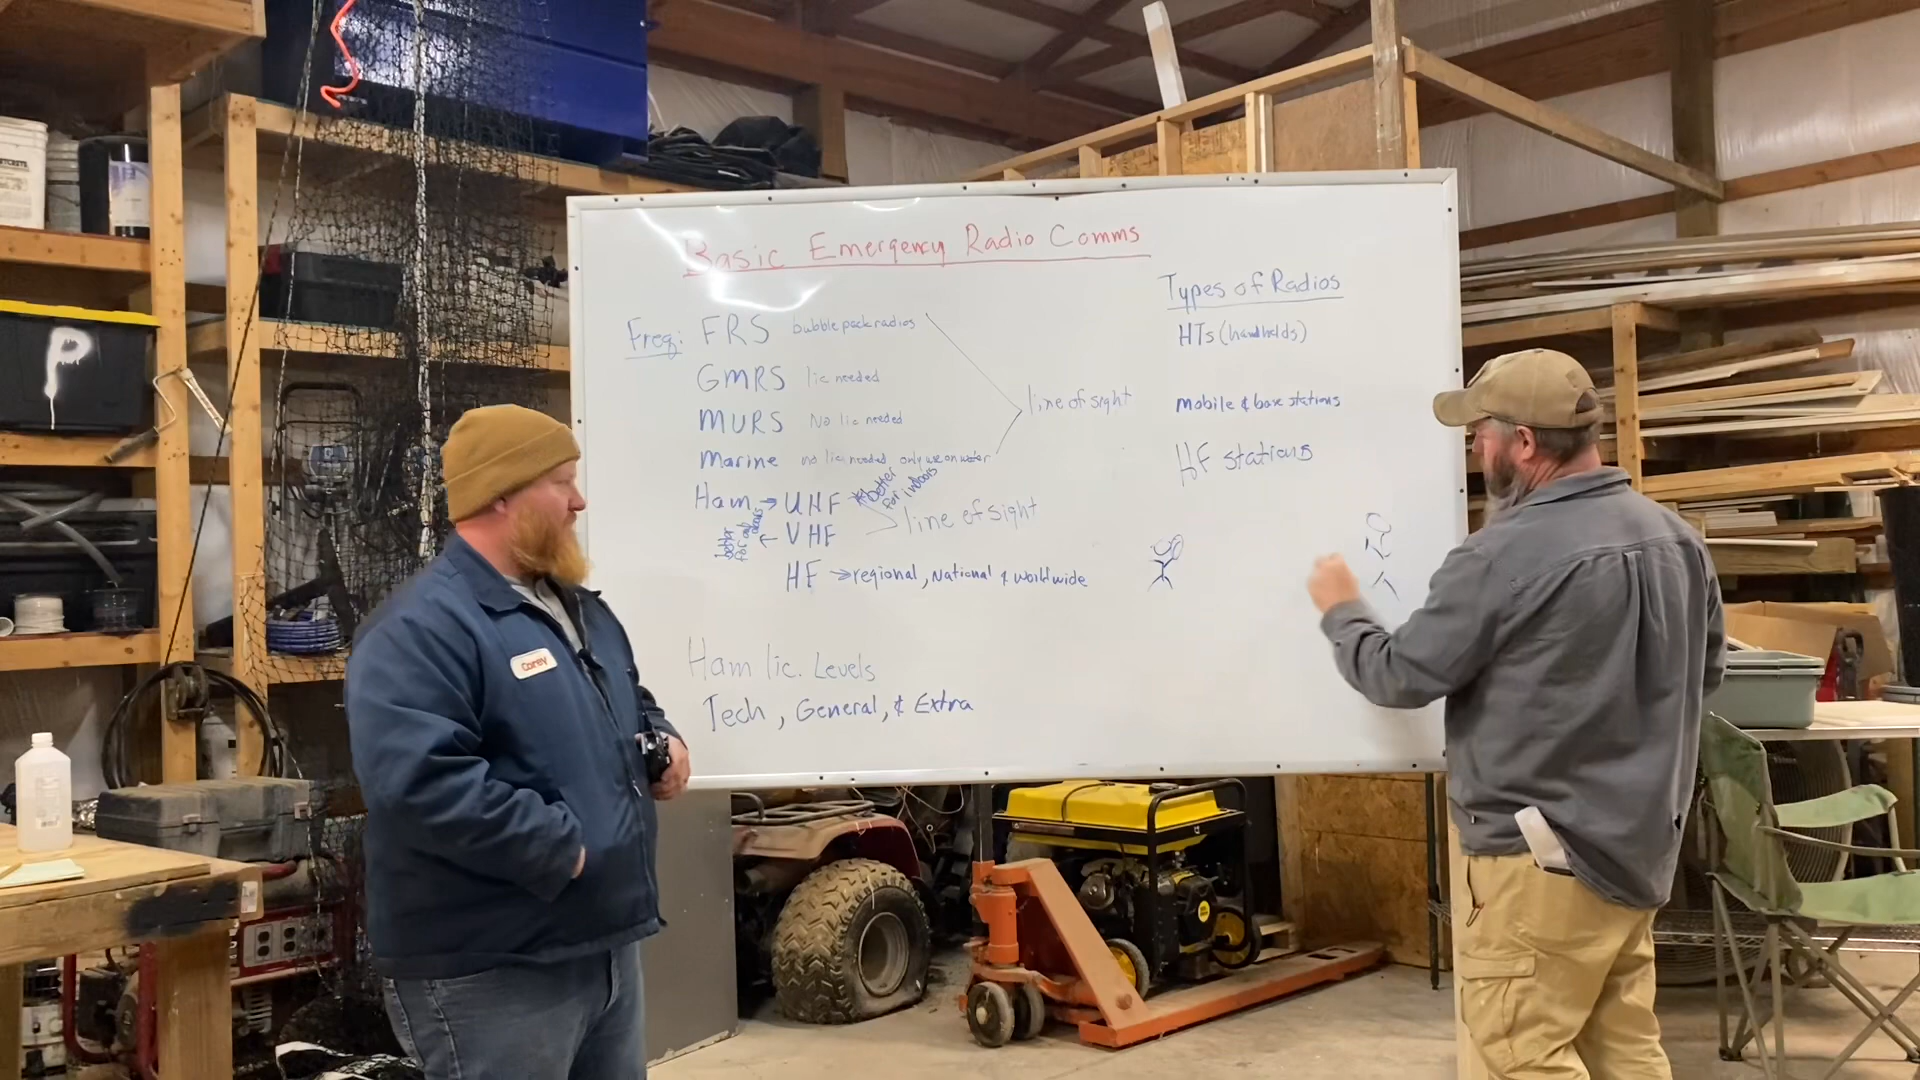 Basic Emergency Radio Comms
Freq: FRS bubble pack radios
GMRS lic needed
MURS No lic needed
Marine no lic needed only use on water
line of sight
Ham → UHF * better for indoors
better for outdoors ← VHF
line of sight
HF → regional, National & worldwide
Ham lic. Levels
Tech, General, & Extra
Types of Radios
HTs (handhelds)
Mobile & base stations
HF stations
Corey
P